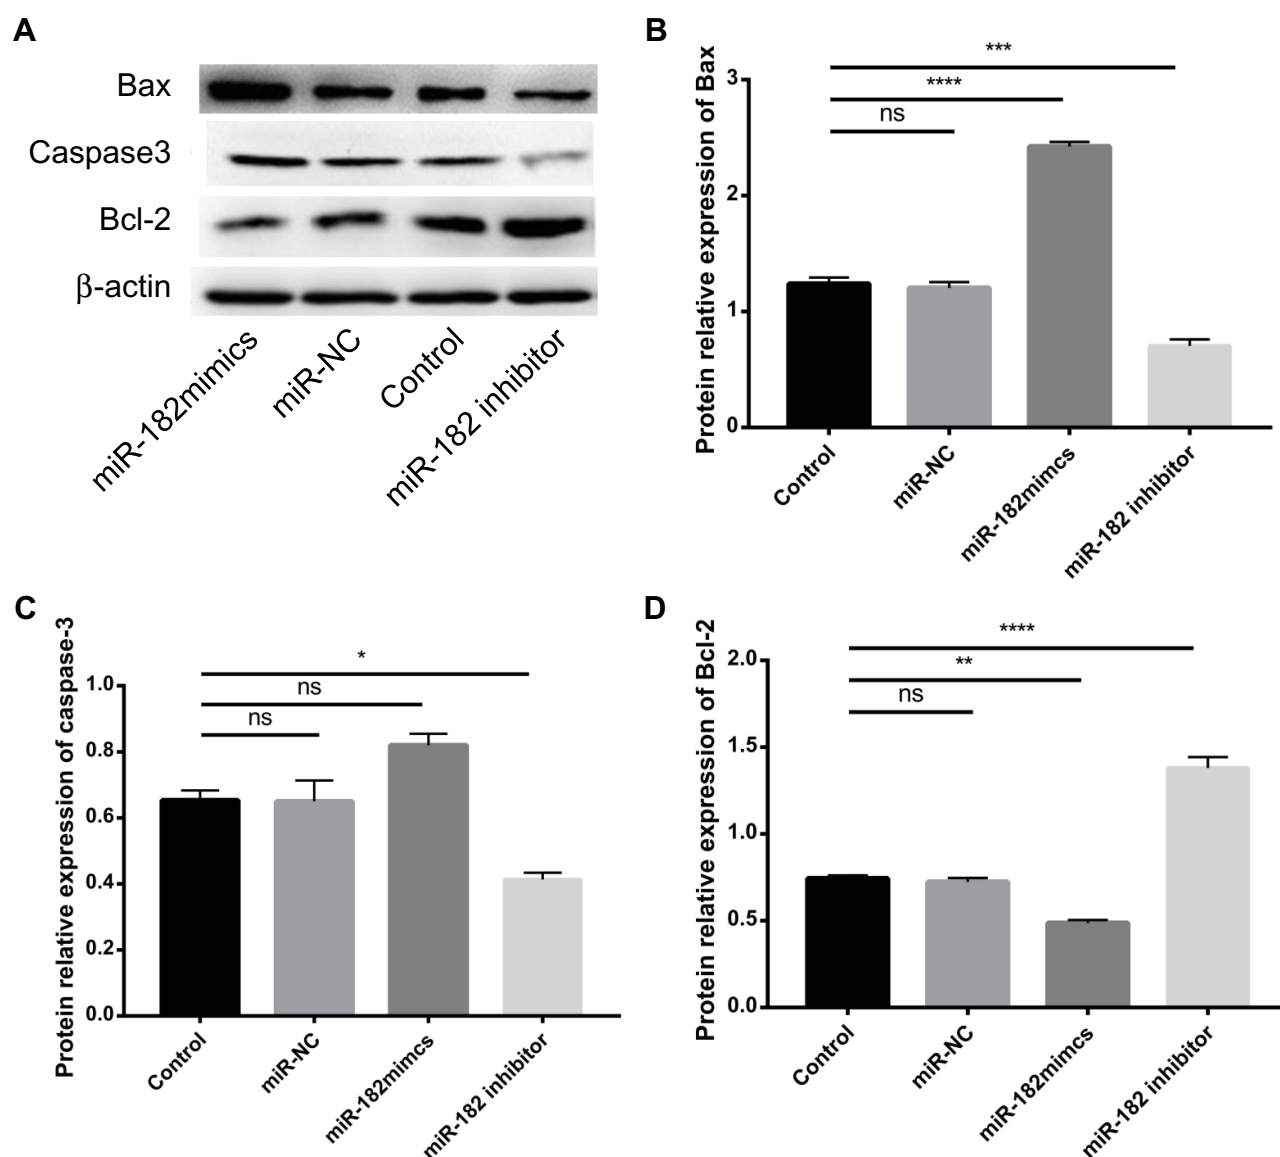 A
Bax
Caspase3
Bcl-2
β-actin
miR-182mimics
miR-NC
Control
miR-182 inhibitor
B
Protein relative expression of Bax
3
2
1
0
***
****
ns
Control
miR-NC
miR-182mimcs
miR-182 inhibitor
C
Protein relative expression of caspase-3
1.0
0.8
0.6
0.4
0.2
0.0
*
ns
ns
Control
miR-NC
miR-182mimcs
miR-182 inhibitor
D
Protein relative expression of Bcl-2
2.0
1.5
1.0
0.5
0.0
****
**
ns
Control
miR-NC
miR-182mimcs
miR-182 inhibitor